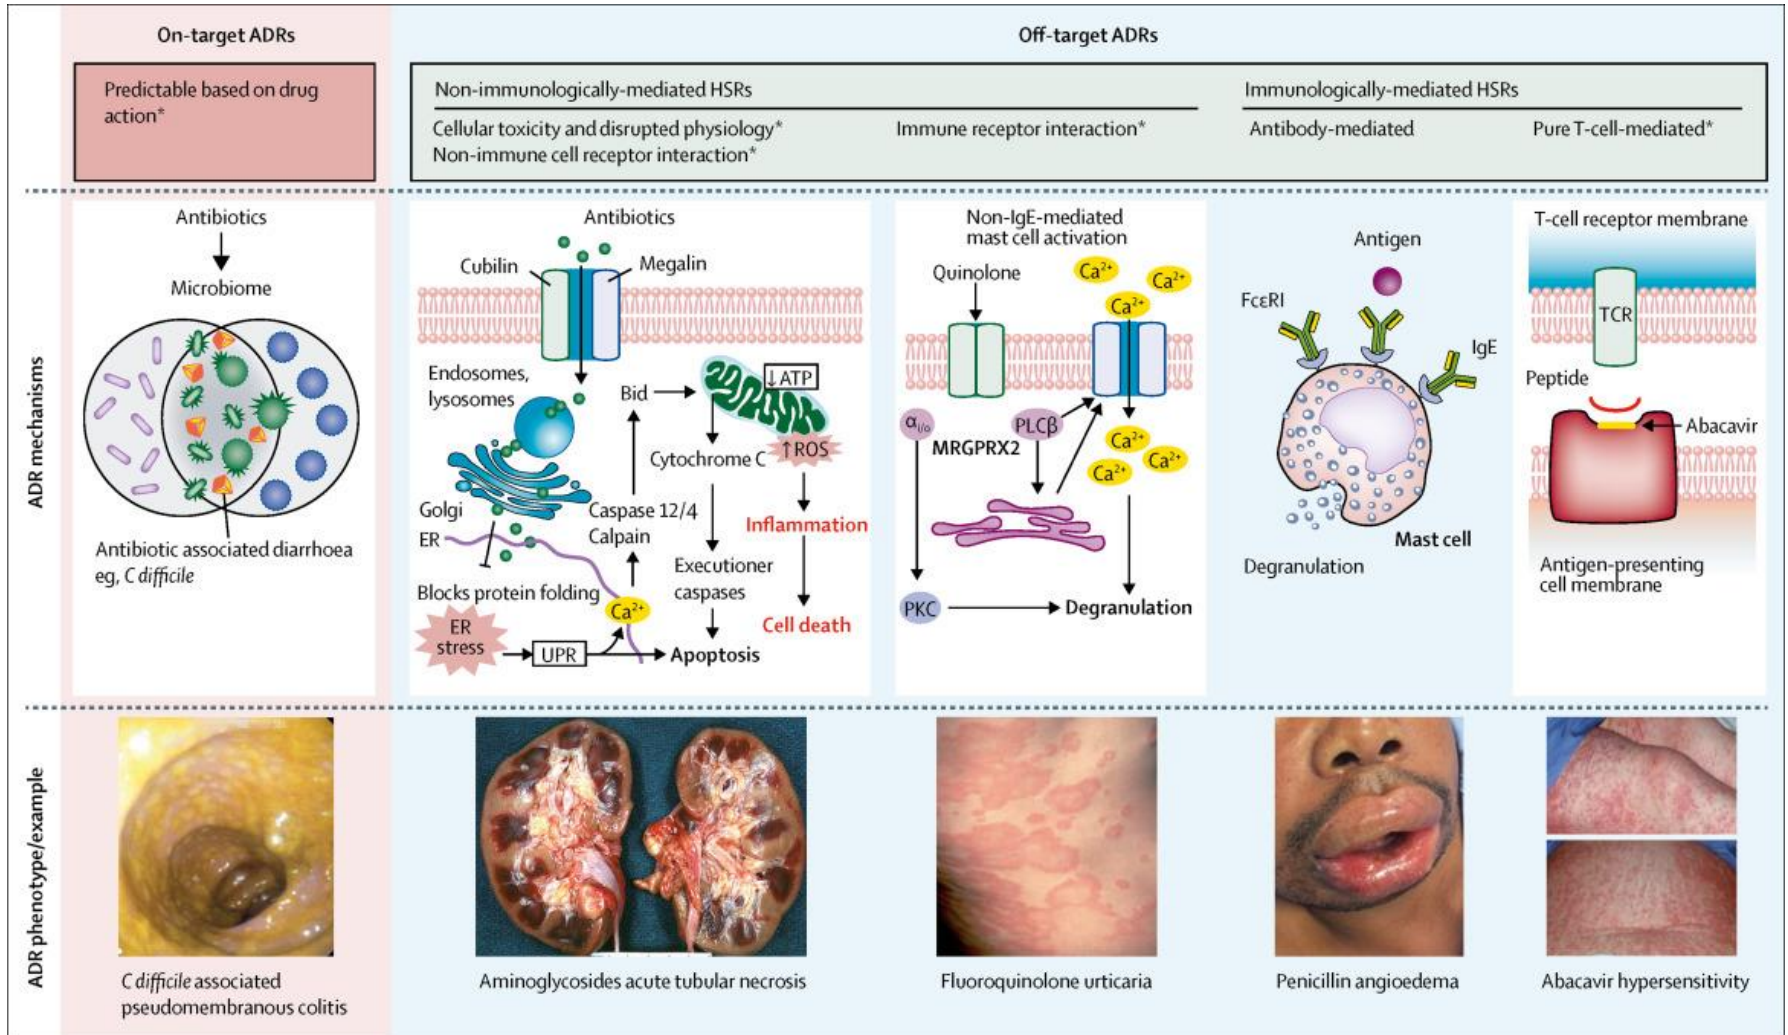 On-target ADRs
Off-target ADRs
Predictable based on drug
action*
Non-immunologically-mediated HSRs
Cellular toxicity and disrupted physiology*
Non-immune cell receptor interaction*
Immune receptor interaction*
Immunologically-mediated HSRs
Antibody-mediated
Pure T-cell-mediated*
ADR mechanisms
Antibiotics
Microbiome
Antibiotic associated diarrhoea
eg, C difficile
Antibiotics
Cubilin
Megalin
Endosomes,
lysosomes
Bid
↓ATP
↑ROS
Cytochrome C
Golgi
ER
Caspase 12/4
Calpain
Inflammation
Executioner
caspases
Blocks protein folding
Ca²⁺
Cell death
ER
stress
UPR
Apoptosis
Non-IgE-mediated
mast cell activation
Quinolone
Ca²⁺
Ca²⁺
Ca²⁺
αi/o
PLCβ
MRGPRX2
Ca²⁺
Ca²⁺
Ca²⁺
PKC
Degranulation
Antigen
FcεRI
IgE
Mast cell
Degranulation
T-cell receptor membrane
TCR
Peptide
Abacavir
Antigen-presenting
cell membrane
ADR phenotype/example
C difficile associated
pseudomembranous colitis
Aminoglycosides acute tubular necrosis
Fluoroquinolone urticaria
Penicillin angioedema
Abacavir hypersensitivity